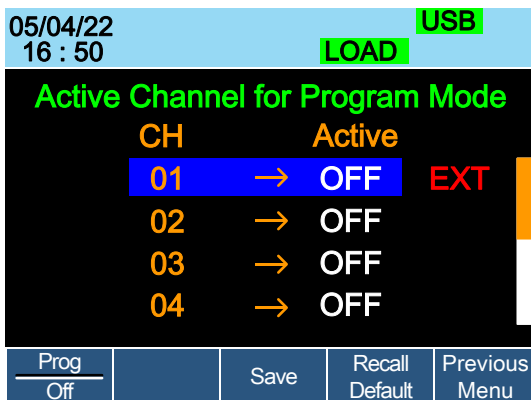 05/04/22 USB
16 : 50 LOAD
Active Channel for Program Mode
CH Active
01 → OFF EXT
02 → OFF
03 → OFF
04 → OFF
Prog Save Recall Previous
Off Default Menu